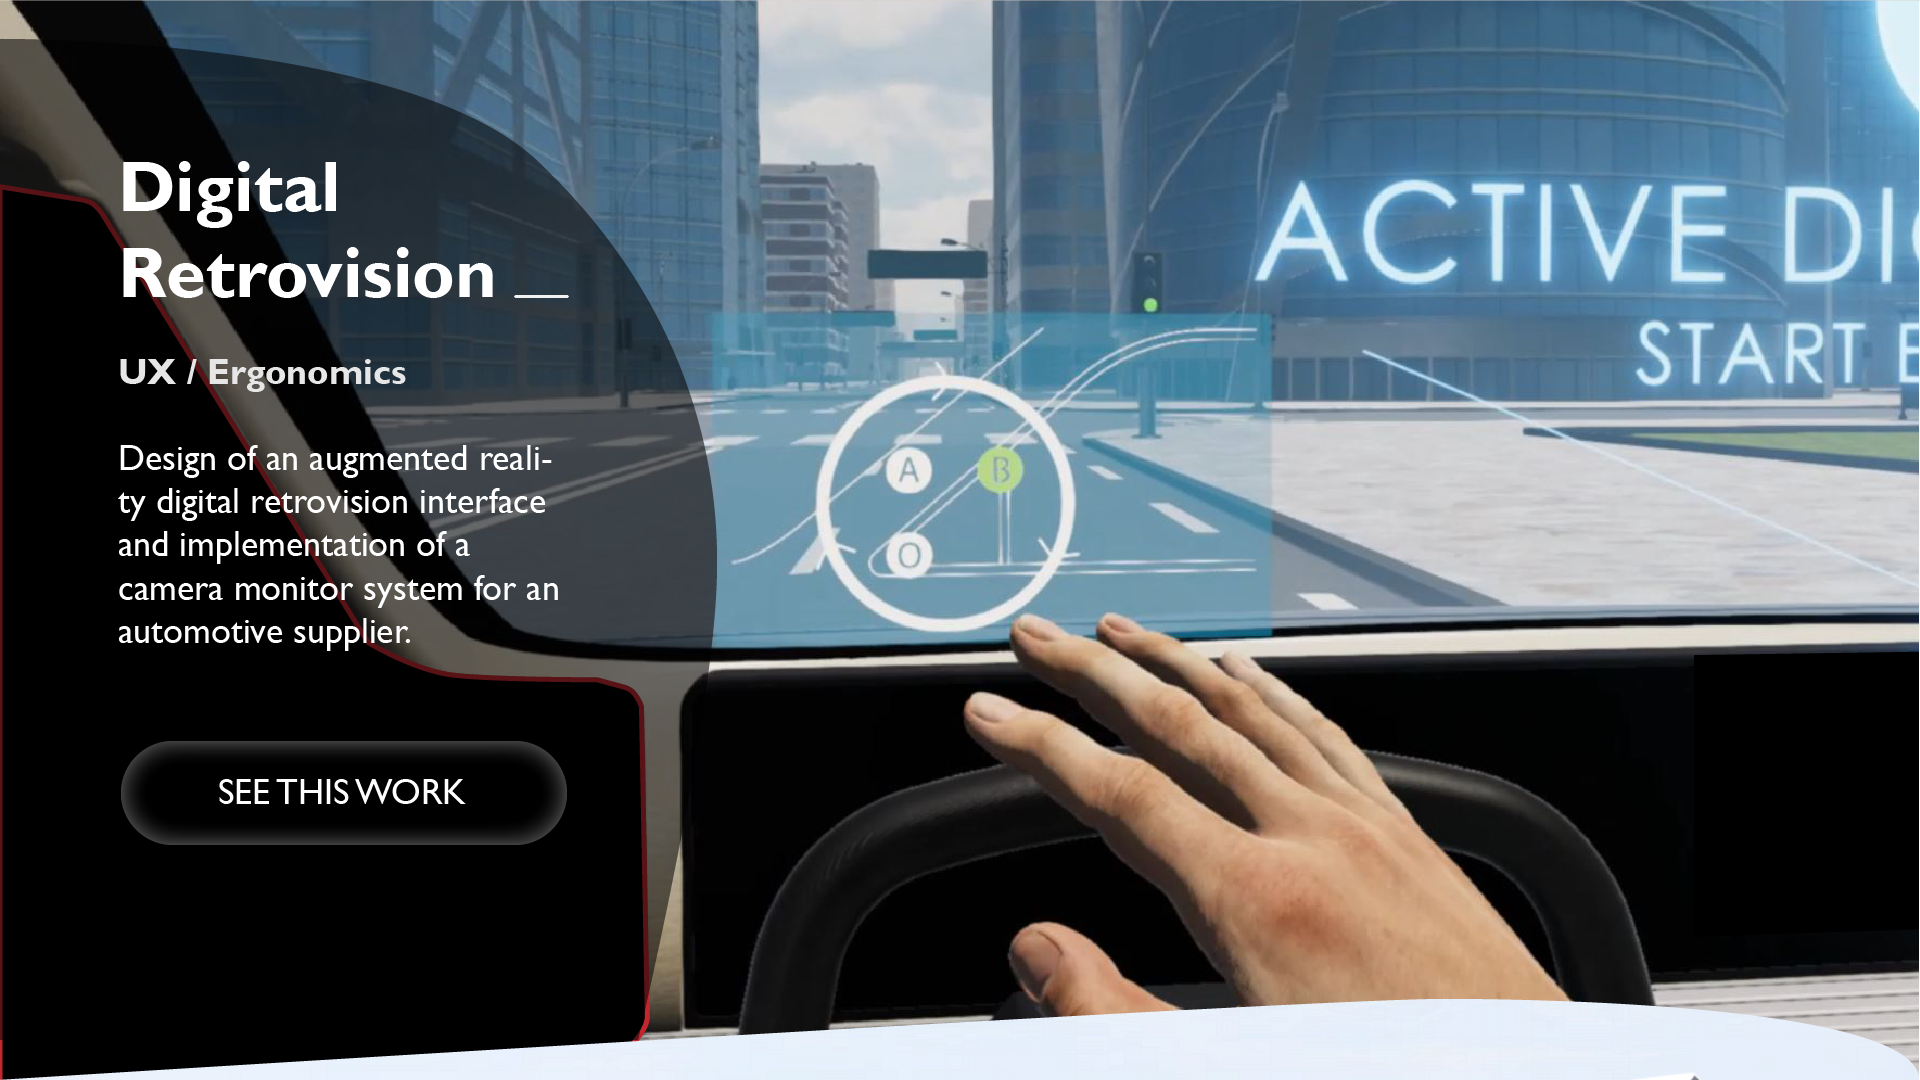 Digital
Retrovision __
UX / Ergonomics
Design of an augmented reali-
ty digital retrovision interface
and implementation of a
camera monitor system for an
automotive supplier.
SEE THIS WORK
ACTIVE DI
START
A
B
O